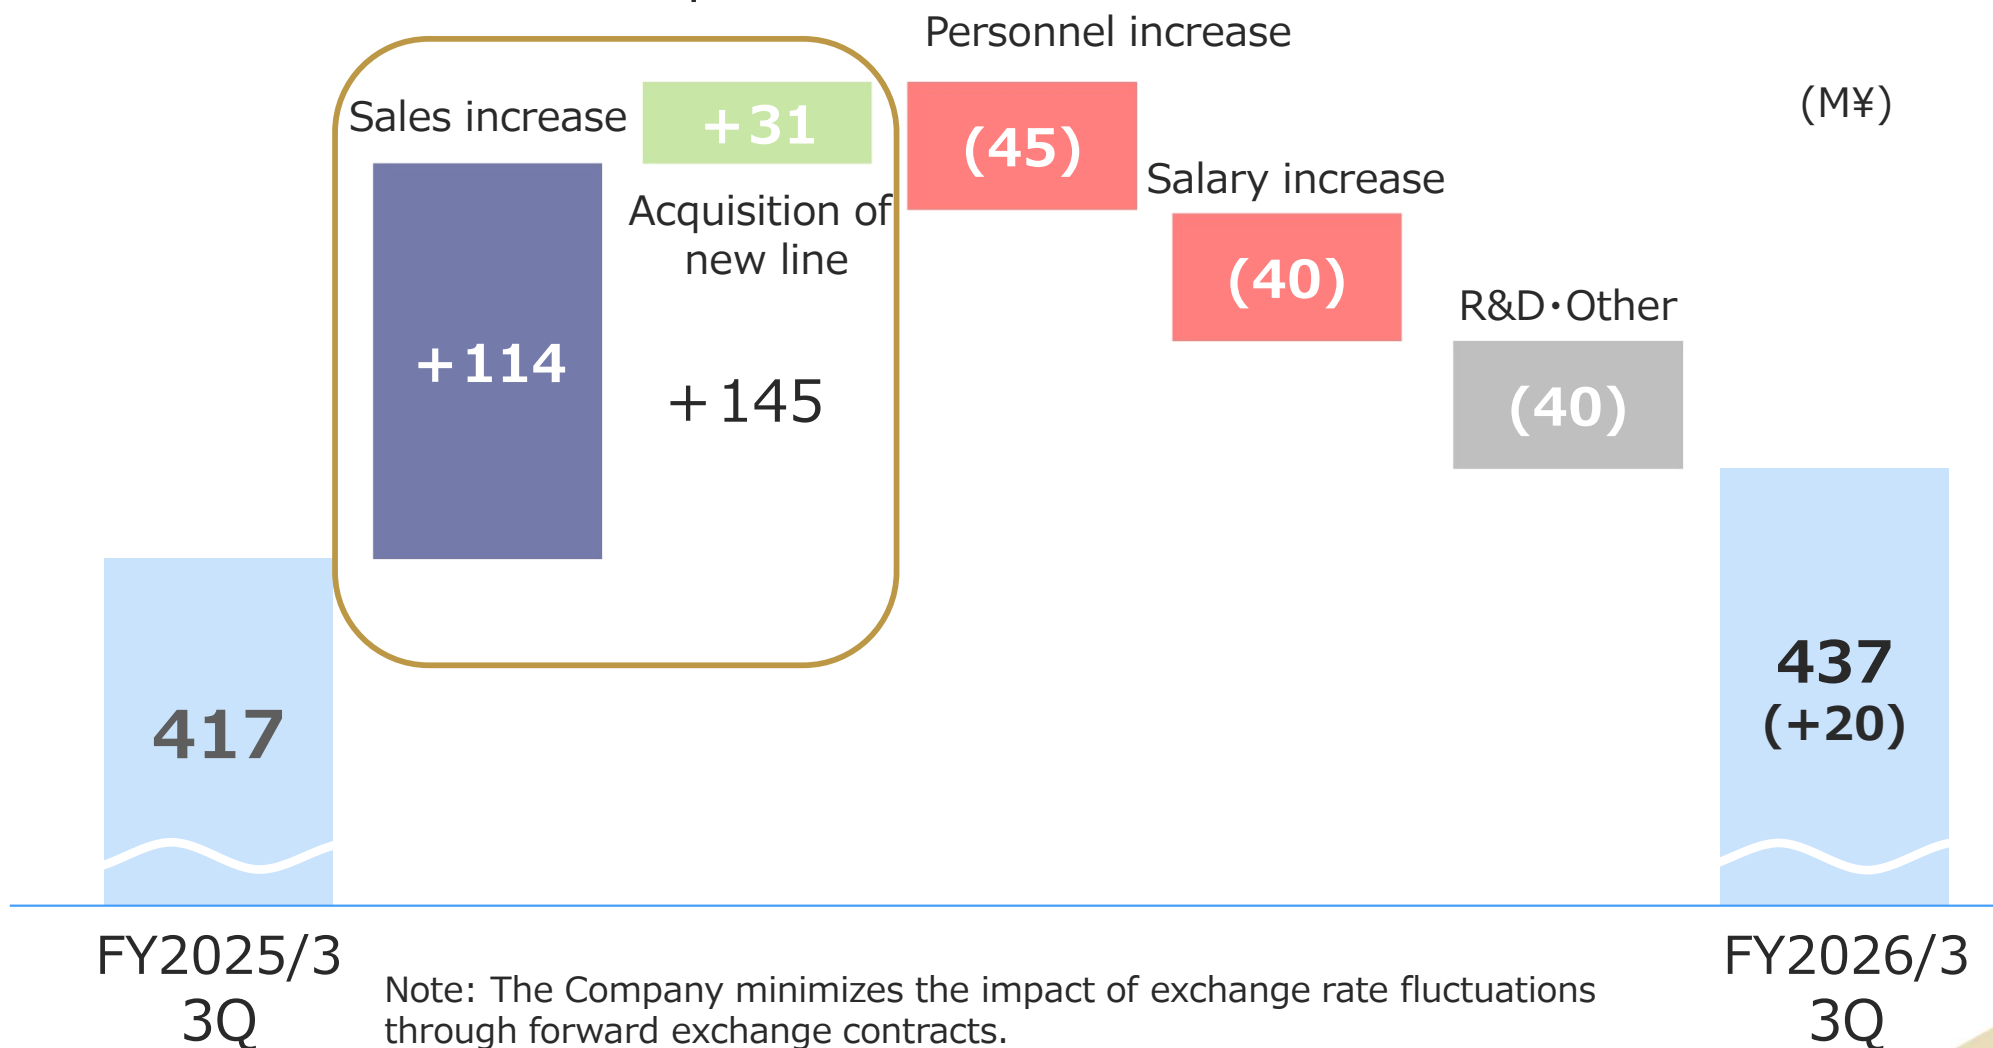 Personnel increase
(M¥)
Sales increase
+31
(45)
Acquisition of
new line
Salary increase
(40)
R&D・Other
(40)
+114
+145
417
437
(+20)
FY2025/3
3Q
FY2026/3
3Q
Note: The Company minimizes the impact of exchange rate fluctuations
through forward exchange contracts.